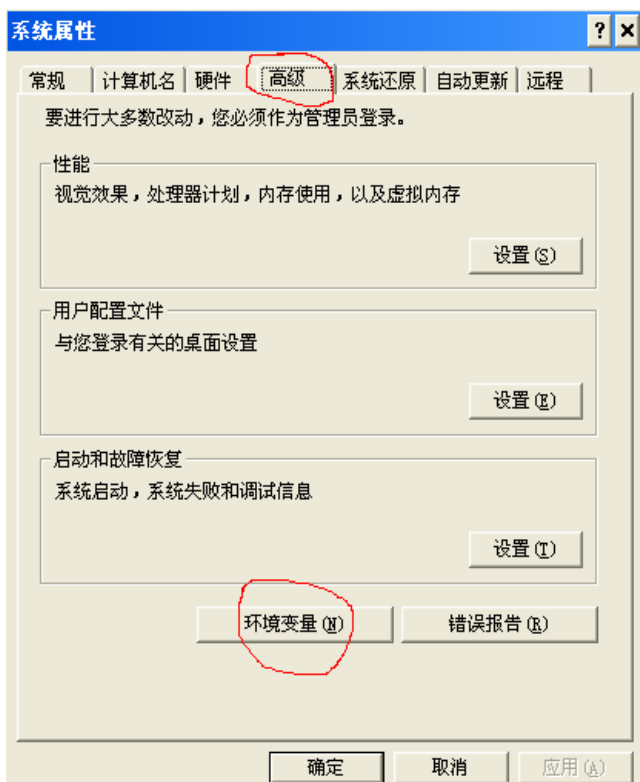 系统属性
常规 计算机名 硬件 高级 系统还原 自动更新 远程
要进行大多数改动，您必须作为管理员登录。
性能
视觉效果，处理器计划，内存使用，以及虚拟内存
设置(S)
用户配置文件
与您登录有关的桌面设置
设置(E)
启动和故障恢复
系统启动，系统失败和调试信息
设置(T)
环境变量(N) 错误报告(R)
确定 取消 应用(A)